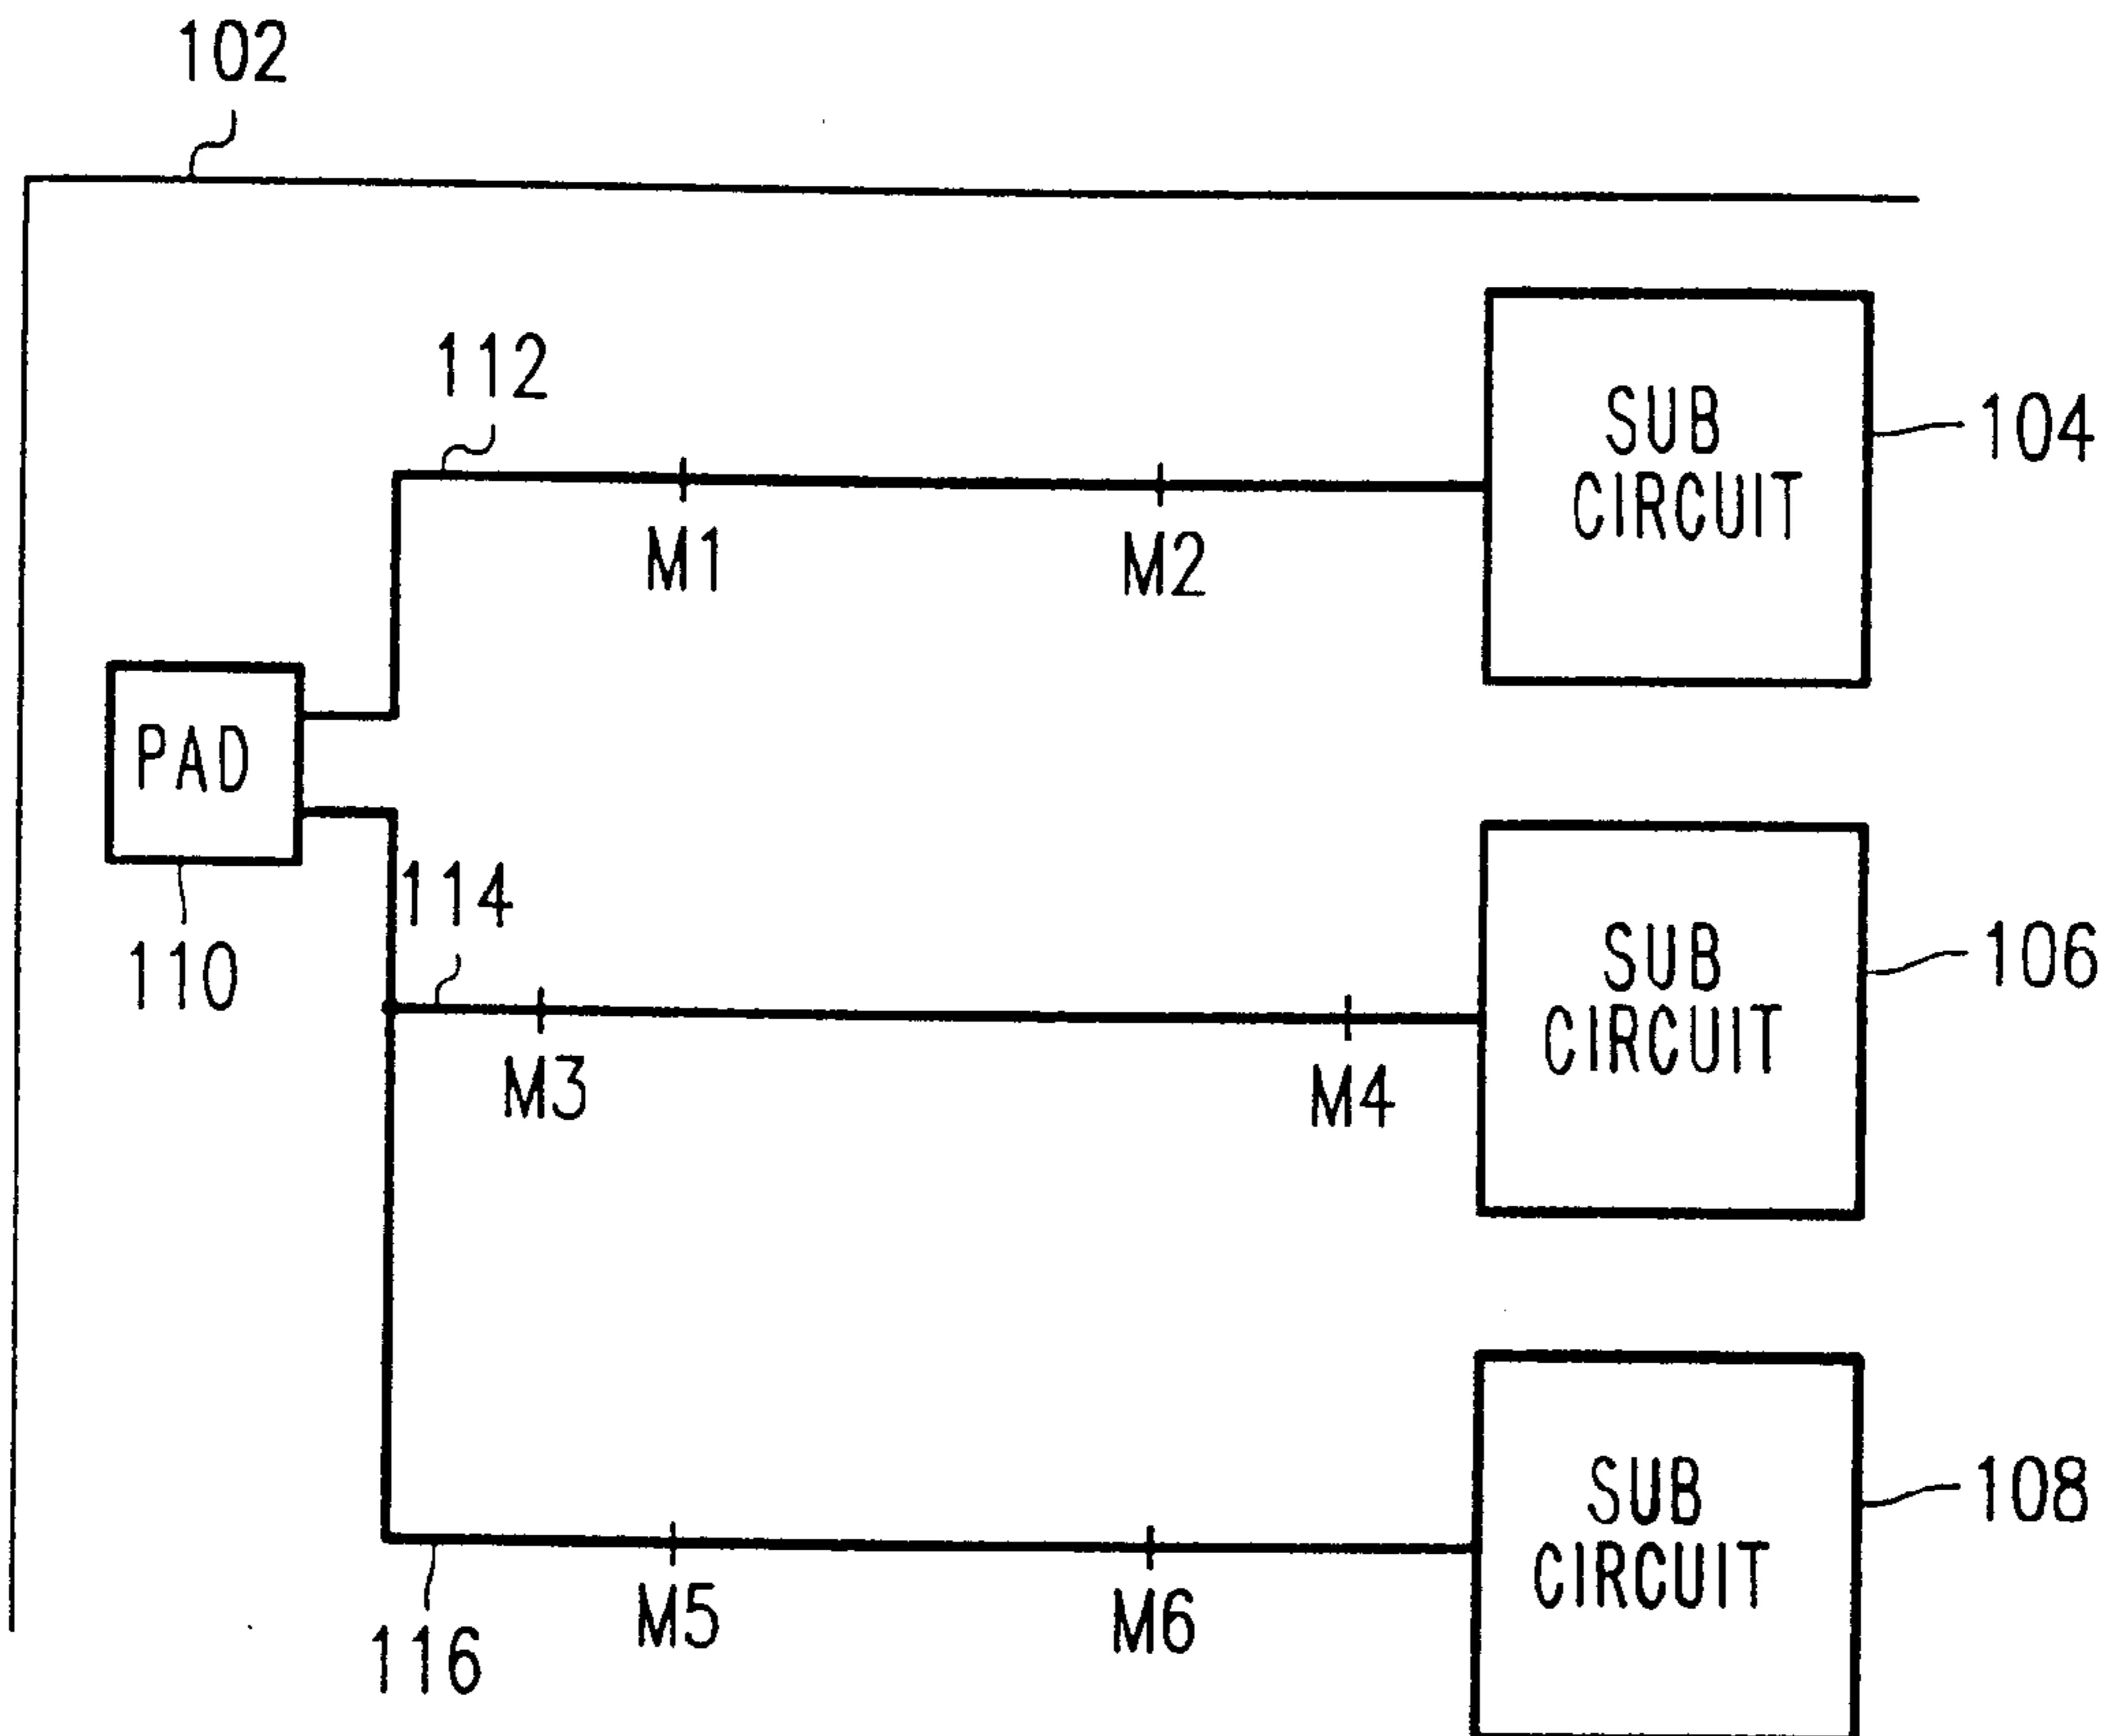 102
112
SUB
CIRCUIT
104
M1
M2
PAD
110
114
SUB
CIRCUIT
106
M3
M4
SUB
CIRCUIT
108
M5
M6
116